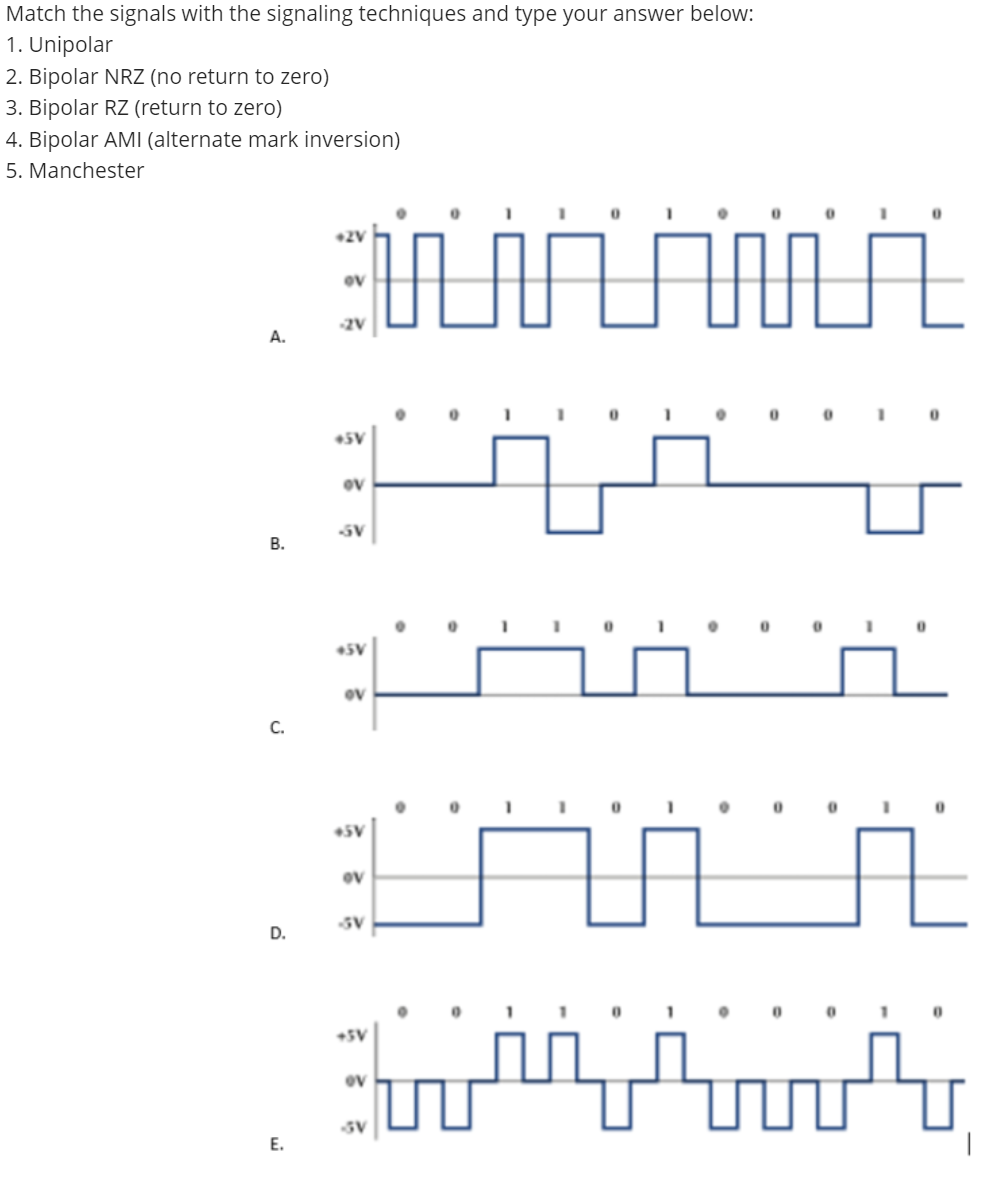 Match the signals with the signaling techniques and type your answer below:
1. Unipolar
2. Bipolar NRZ (no return to zero)
3. Bipolar RZ (return to zero)
4. Bipolar AMI (alternate mark inversion)
5. Manchester
0 0 1 1 0 1 0 0 0 1 0
+2V
0V
-2V
A.
0 0 1 1 0 1 0 0 0 1 0
+5V
0V
-5V
B.
0 0 1 1 0 1 0 0 0 1 0
+5V
0V
C.
0 0 1 1 0 1 0 0 0 1 0
+5V
0V
-5V
D.
0 0 1 1 0 1 0 0 0 1 0
+5V
0V
-5V
E.